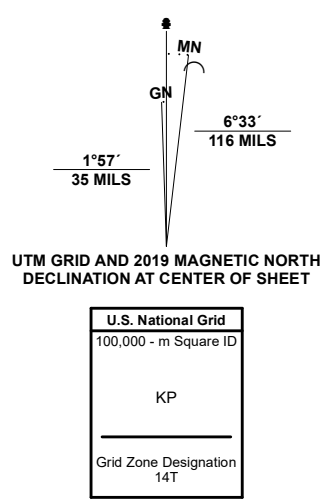 MN
GN
6°33´
116 MILS
1°57´
35 MILS
UTM GRID AND 2019 MAGNETIC NORTH
DECLINATION AT CENTER OF SHEET
U.S. National Grid
100,000 - m Square ID
KP
Grid Zone Designation
14T